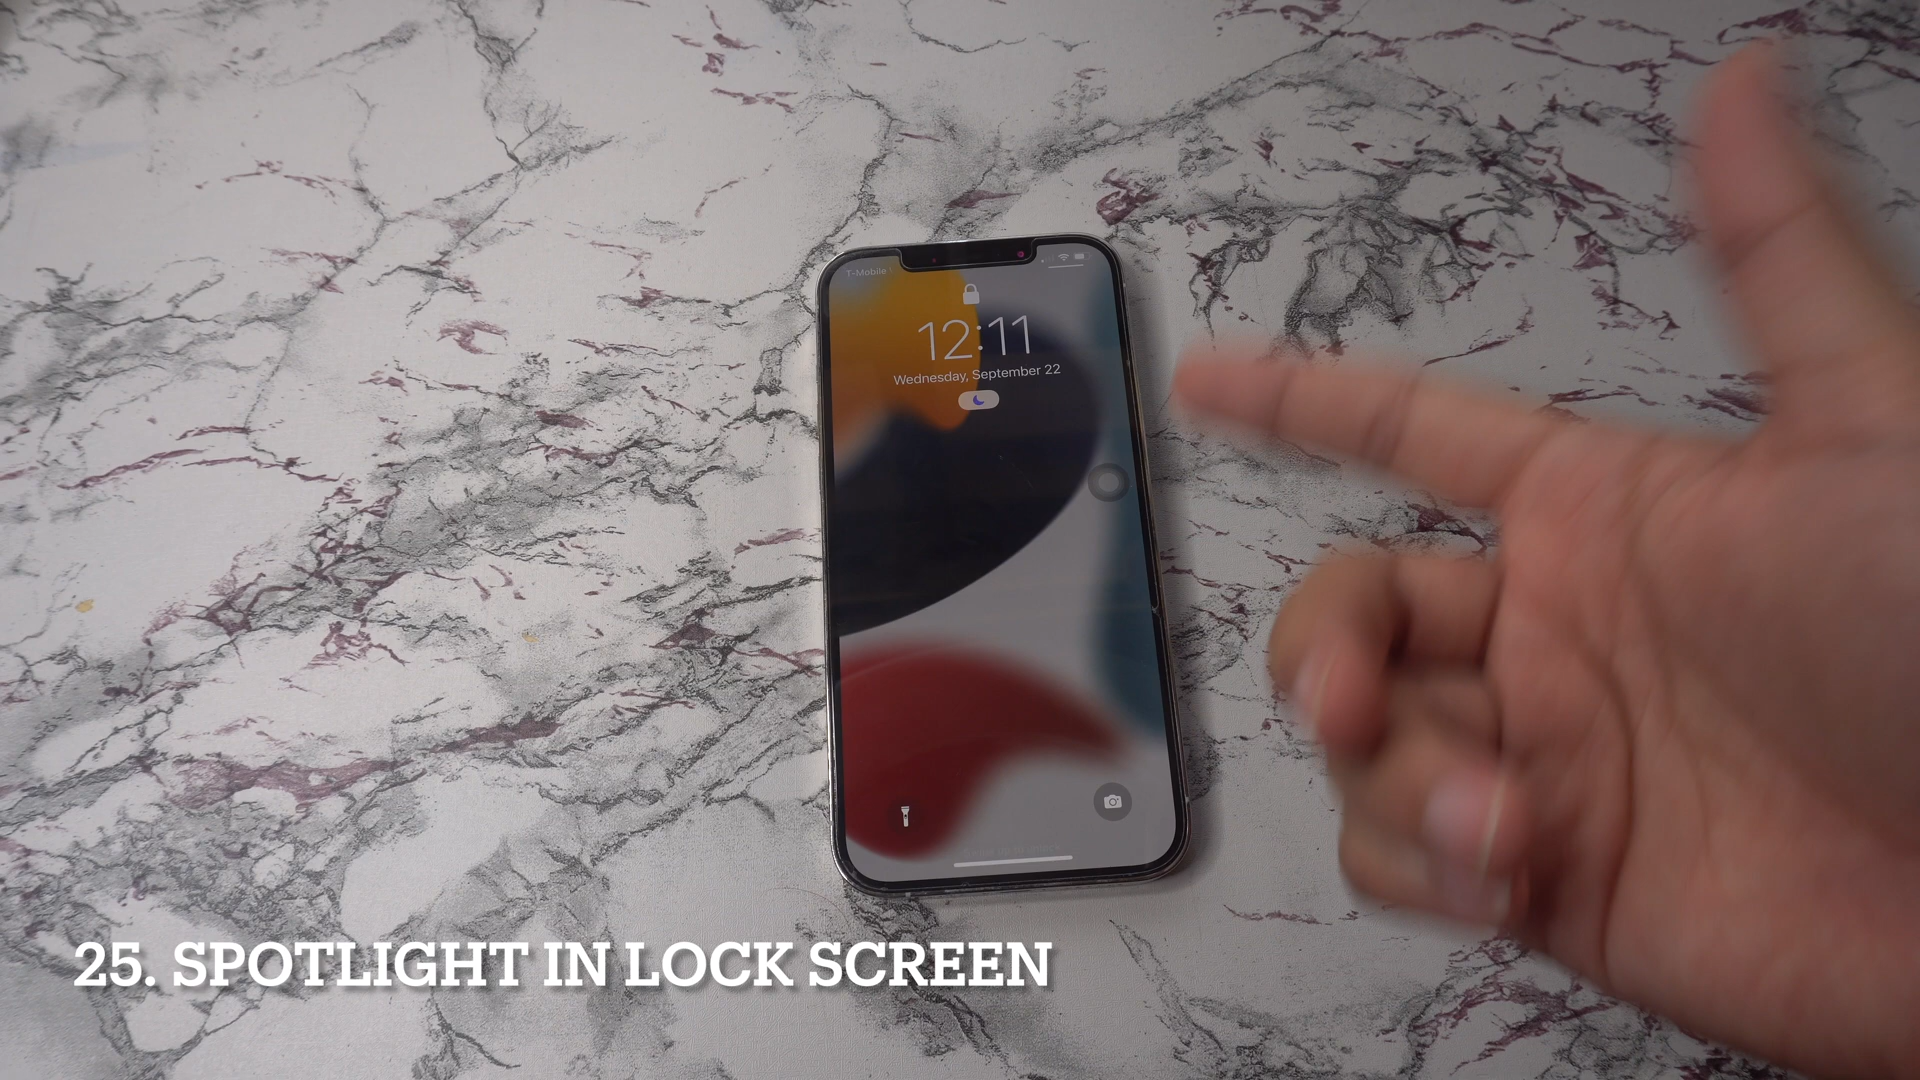 T-Mobile
12:11
Wednesday, September 22
25. SPOTLIGHT IN LOCK SCREEN